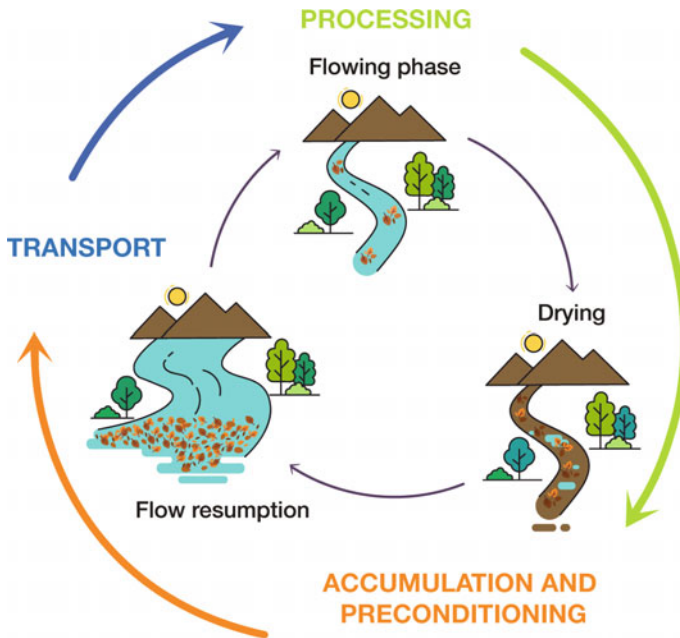 PROCESSING
Flowing phase
TRANSPORT
Drying
Flow resumption
ACCUMULATION AND
PRECONDITIONING